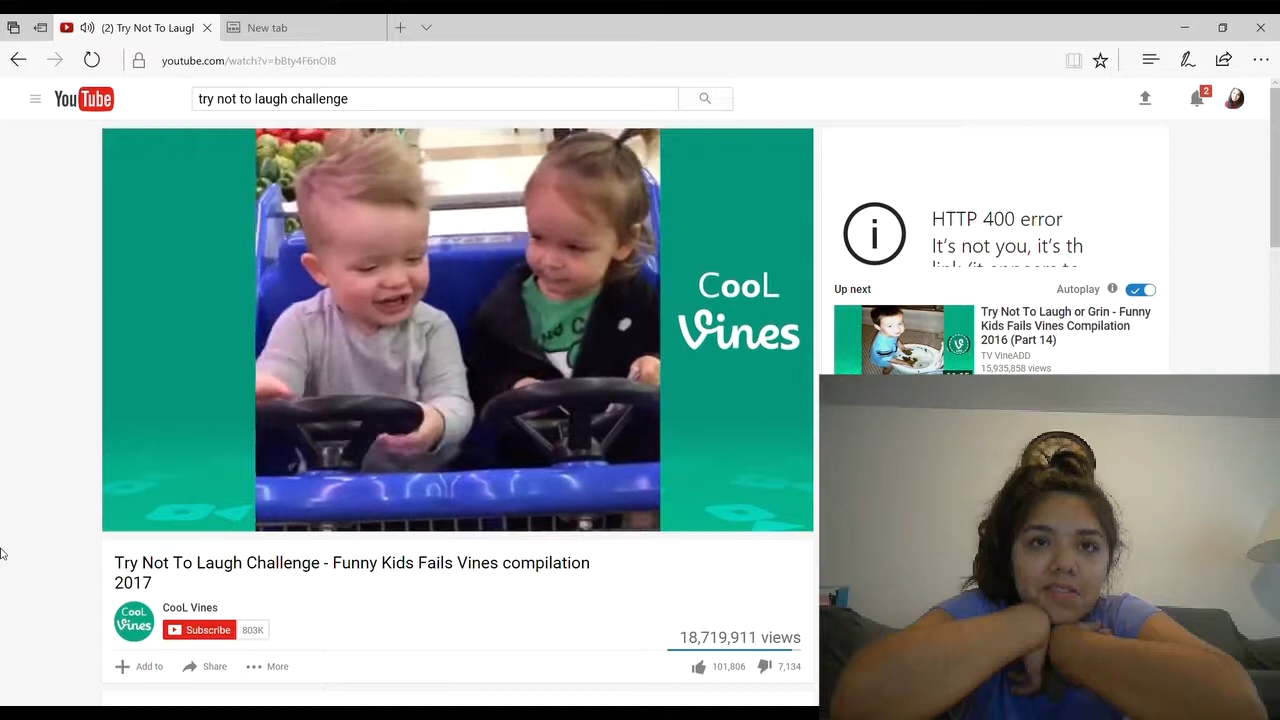 (2) Try Not To Laugl
New tab
youtube.com/watch?v=bBty4F6nOI8
YouTube
try not to laugh challenge
2
CooL
Vines
HTTP 400 error
It's not you, it's th
Up next
Autoplay
Try Not To Laugh or Grin - Funny
Kids Fails Vines Compilation
2016 (Part 14)
TV VineADD
15,935,858 views
Try Not To Laugh Challenge - Funny Kids Fails Vines compilation
2017
CooL
Vines
CooL Vines
Subscribe
803K
18,719,911 views
Add to
Share
More
101,806
7,134